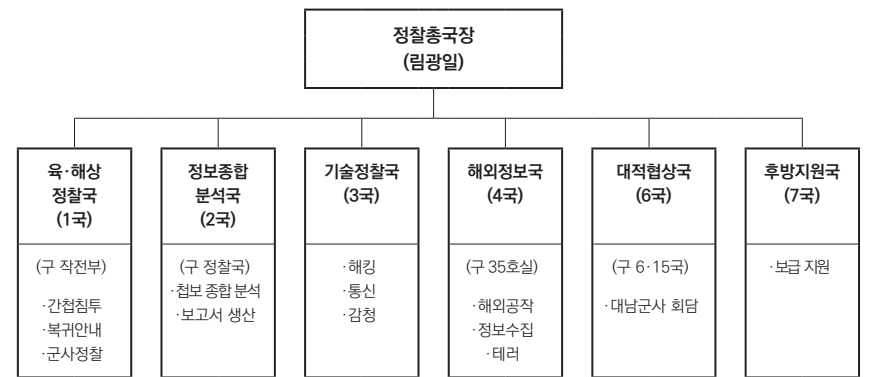 정찰총국장
(림광일)
육·해상
정찰국
(1국)
(구 작전부)
·간첩침투
·복귀안내
·군사정찰
정보종합
분석국
(2국)
(구 정찰국)
·첩보 종합 분석
·보고서 생산
기술정찰국
(3국)
·해킹
·통신
·감청
해외정보국
(4국)
(구 35호실)
·해외공작
·정보수집
·테러
대적협상국
(6국)
(구 6·15국)
·대남군사 회담
후방지원국
(7국)
·보급 지원